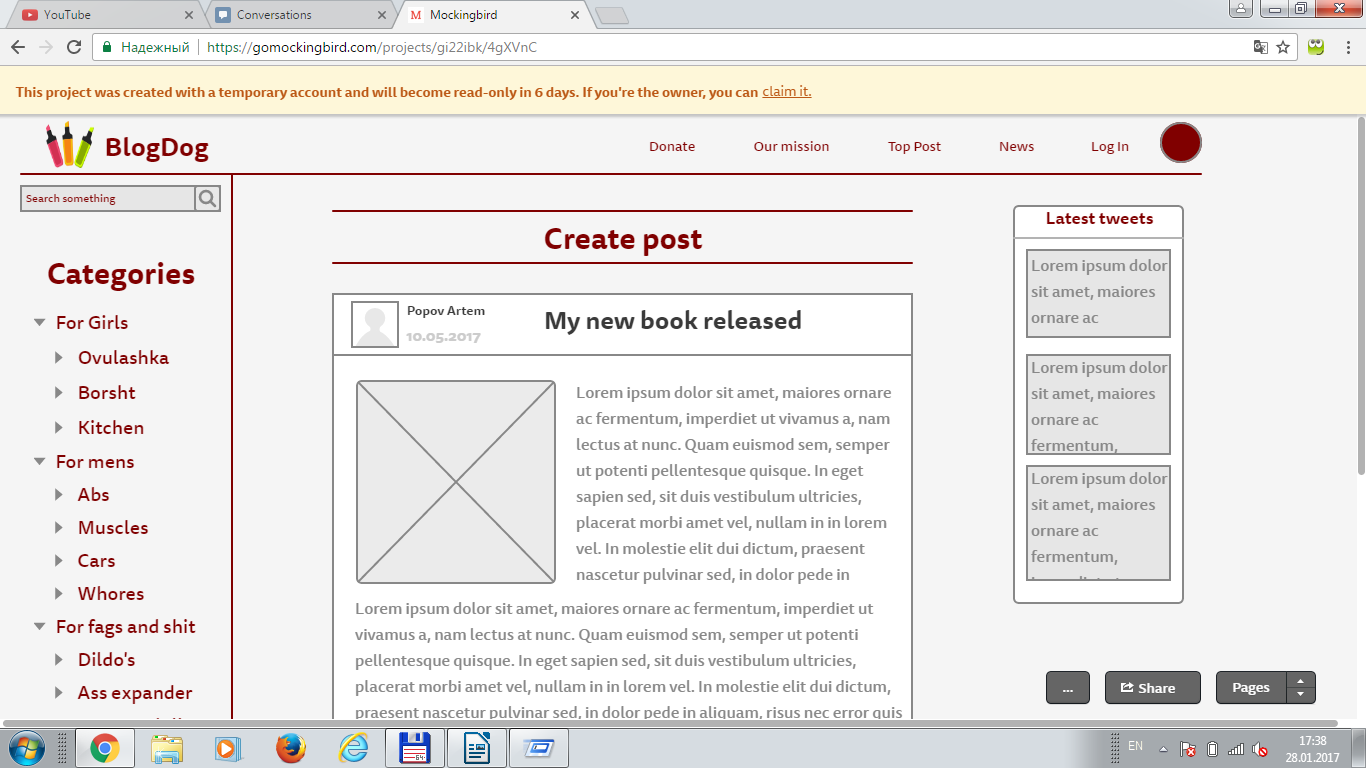 YouTube
Conversations
Mockingbird
Надежный
https://gomockingbird.com/projects/gi22ibk/4gXVnC
This project was created with a temporary account and will become read-only in 6 days. If you're the owner, you can claim it.
BlogDog
Donate
Our mission
Top Post
News
Log In
Search something
Categories
For Girls
Ovulashka
Borsht
Kitchen
For mens
Abs
Muscles
Cars
Whores
For fags and shit
Dildo's
Ass expander
Create post
Popov Artem
10.05.2017
My new book released
Lorem ipsum dolor sit amet, maiores ornare
ac fermentum, imperdiet ut vivamus a, nam
lectus at nunc. Quam euismod sem, semper
ut potenti pellentesque quisque. In eget
sapien sed, sit duis vestibulum ultricies,
placerat morbi amet vel, nullam in in lorem
vel. In molestie elit dui dictum, praesent
nascetur pulvinar sed, in dolor pede in
Lorem ipsum dolor sit amet, maiores ornare ac fermentum, imperdiet ut
vivamus a, nam lectus at nunc. Quam euismod sem, semper ut potenti
pellentesque quisque. In eget sapien sed, sit duis vestibulum ultricies,
placerat morbi amet vel, nullam in in lorem vel. In molestie elit dui dictum,
praesent nascetur pulvinar sed, in dolor pede in aliquam, risus nec error quis
Latest tweets
Lorem ipsum dolor
sit amet, maiores
ornare ac
Lorem ipsum dolor
sit amet, maiores
ornare ac
fermentum,
Lorem ipsum dolor
sit amet, maiores
ornare ac
fermentum,
...
Share
Pages
64
EN
17:38
28.01.2017